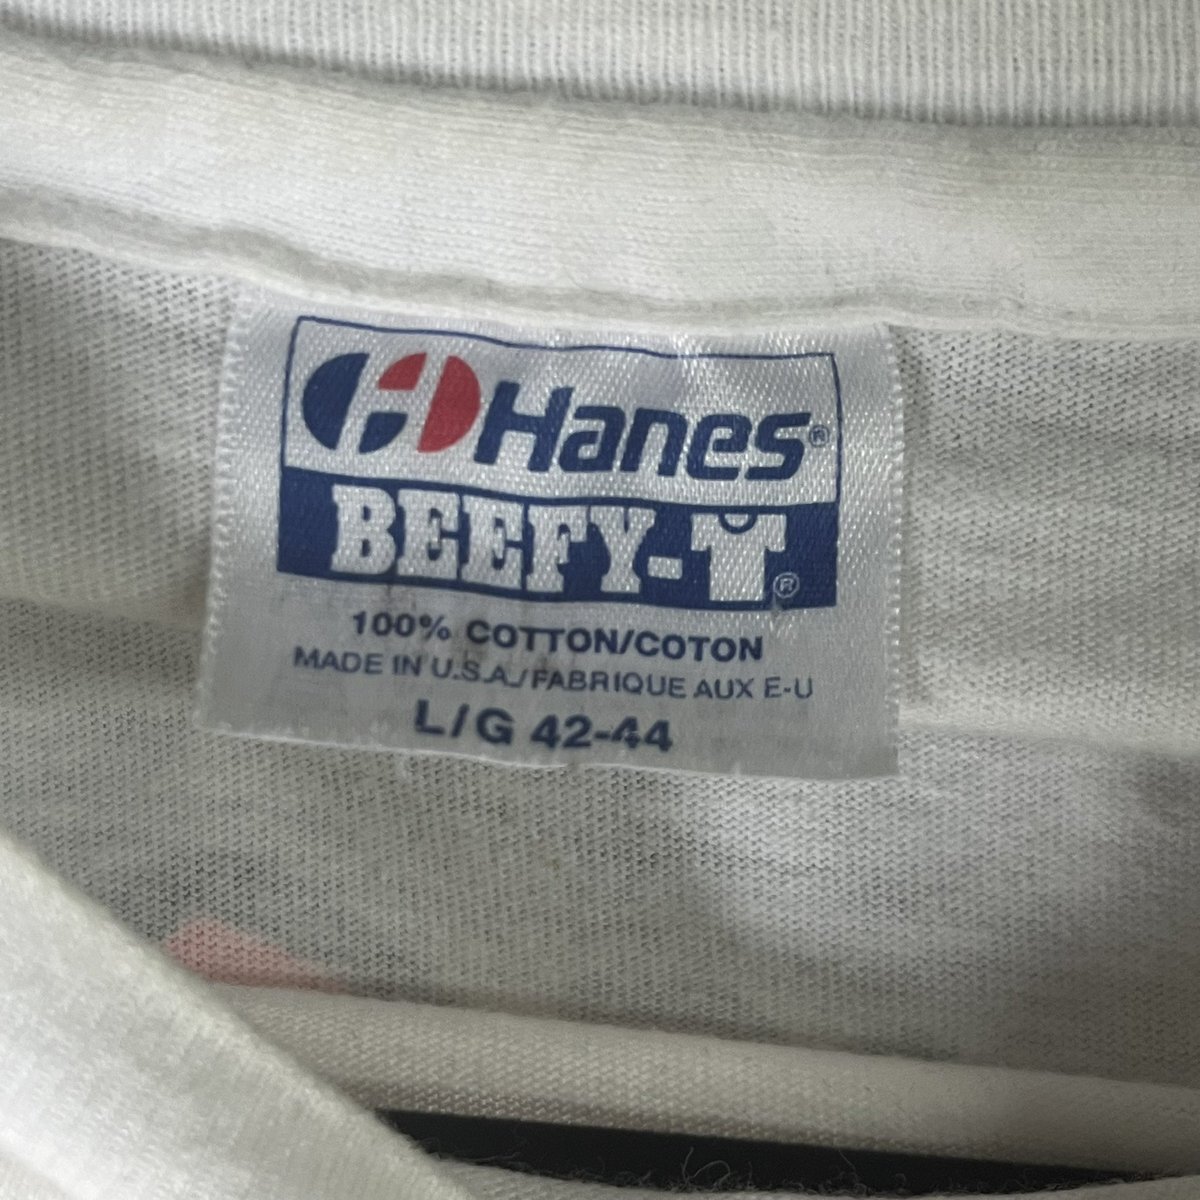 Hanes®
BEEFY-T®
100% COTTON/COTON
MADE IN U.S.A./FABRIQUE AUX E-U
L/G 42-44